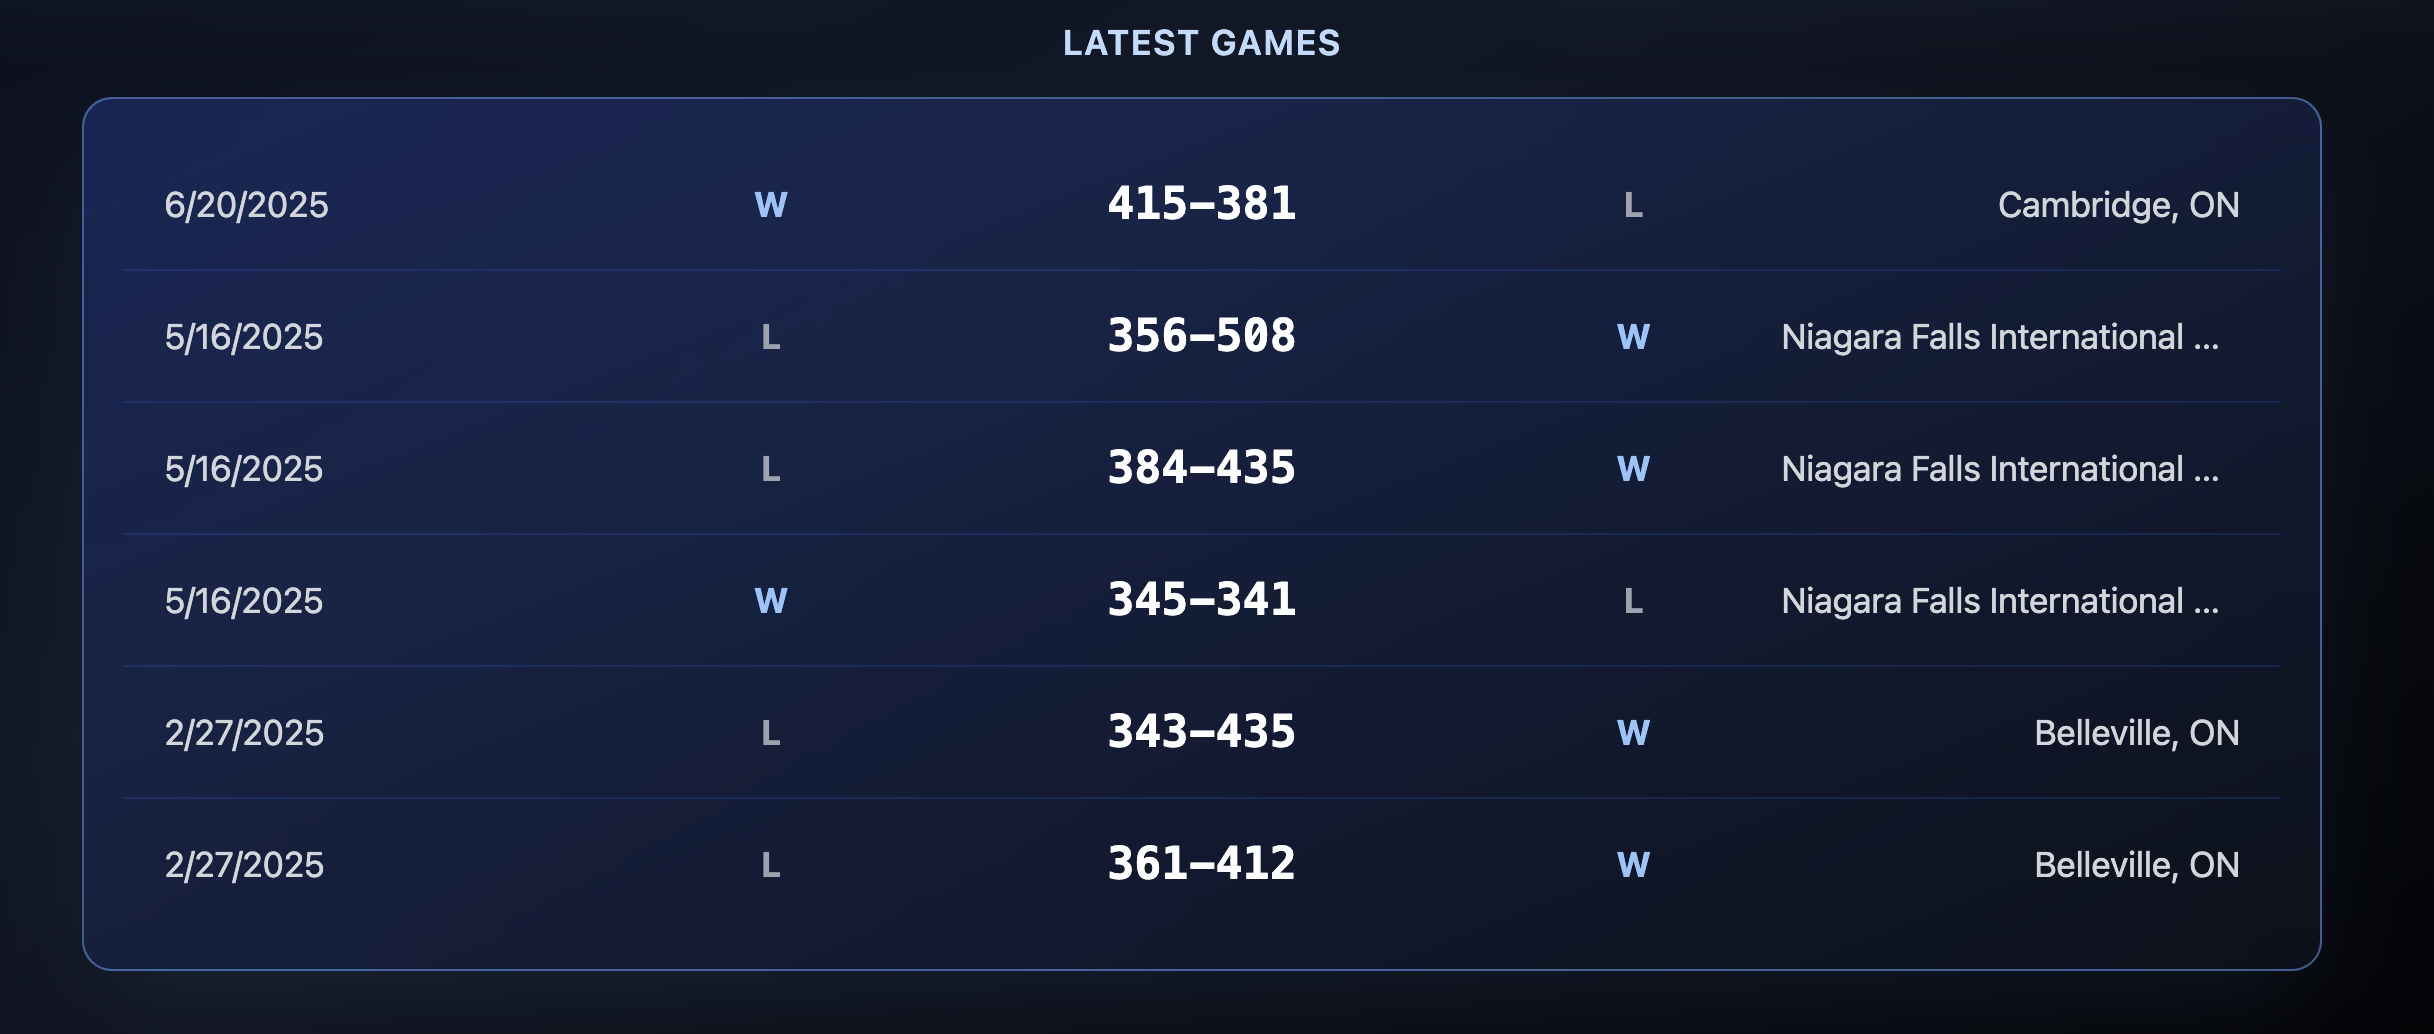 LATEST GAMES
6/20/2025 W 415–381 L Cambridge, ON
5/16/2025 L 356–508 W Niagara Falls International ...
5/16/2025 L 384–435 W Niagara Falls International ...
5/16/2025 W 345–341 L Niagara Falls International ...
2/27/2025 L 343–435 W Belleville, ON
2/27/2025 L 361–412 W Belleville, ON